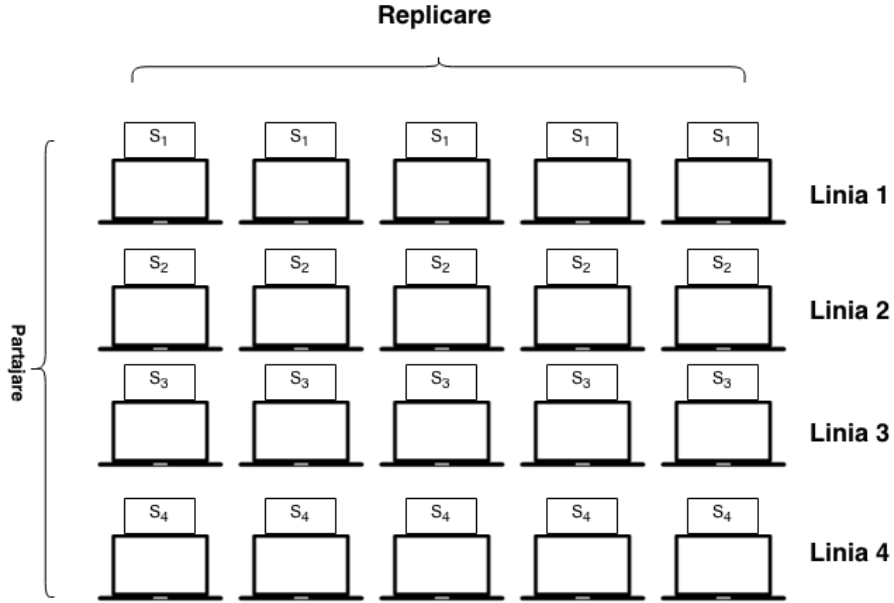 Replicare
S1 S1 S1 S1 S1
Linia 1
S2 S2 S2 S2 S2
Linia 2
Partajare
S3 S3 S3 S3 S3
Linia 3
S4 S4 S4 S4 S4
Linia 4